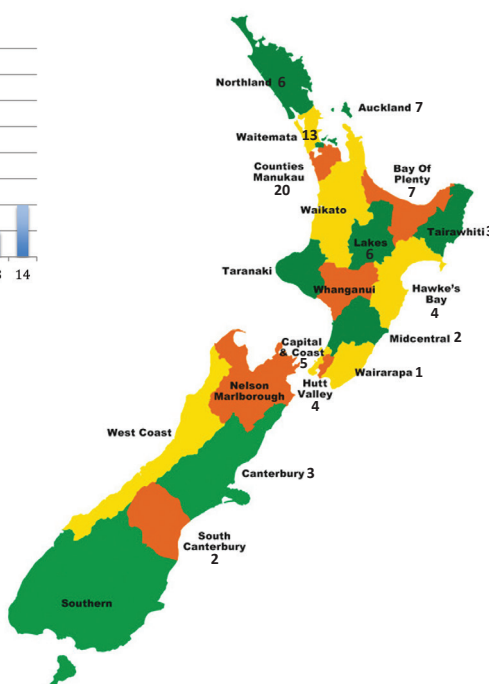 Northland 6
Auckland 7
Waitemata 13
Counties
Manukau
20
Bay Of
Plenty
7
Waikato
Tairawhiti 3
Lakes
6
14
Taranaki
Whanganui
Hawke's
Bay
4
Capital
& Coast
5
Midcentral 2
Wairarapa 1
Hutt
Valley
4
Nelson
Marlborough
West Coast
Canterbury 3
South
Canterbury
2
Southern